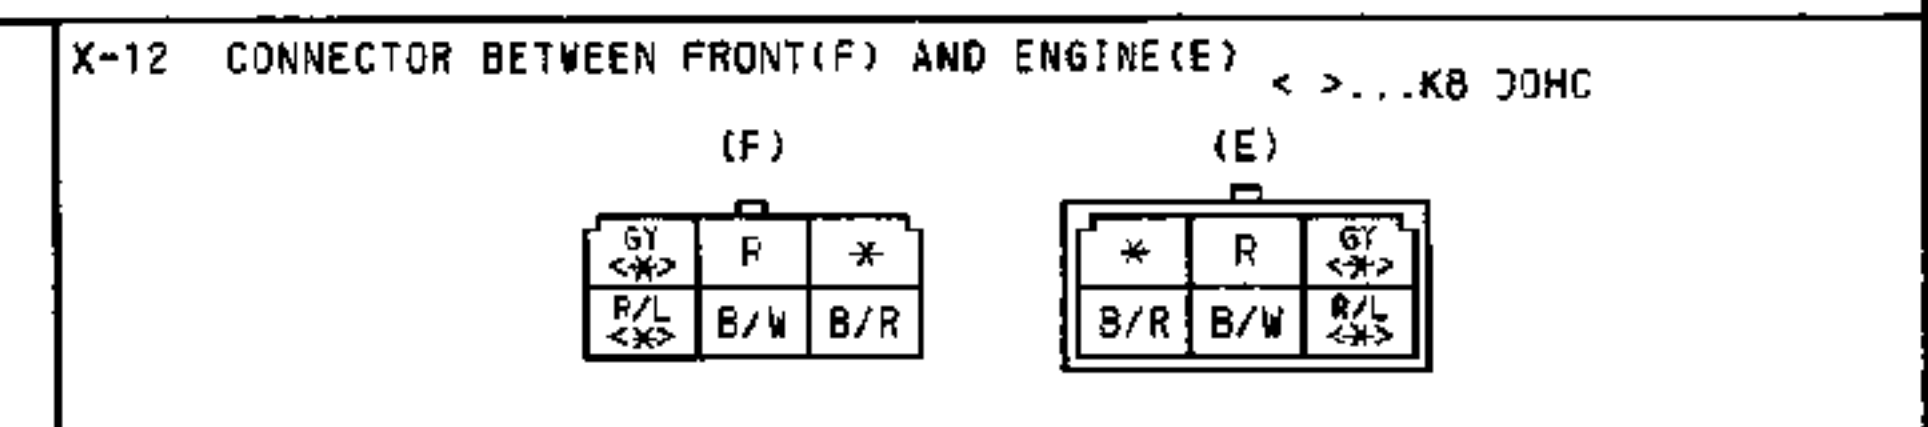 X-12 CONNECTOR BETWEEN FRONT(F) AND ENGINE(E)
< >...K8 DOHC
(F) (E)
GY R * * R GY
<*> <*>
R/L B/W B/R B/R B/W R/L
<*> <*>